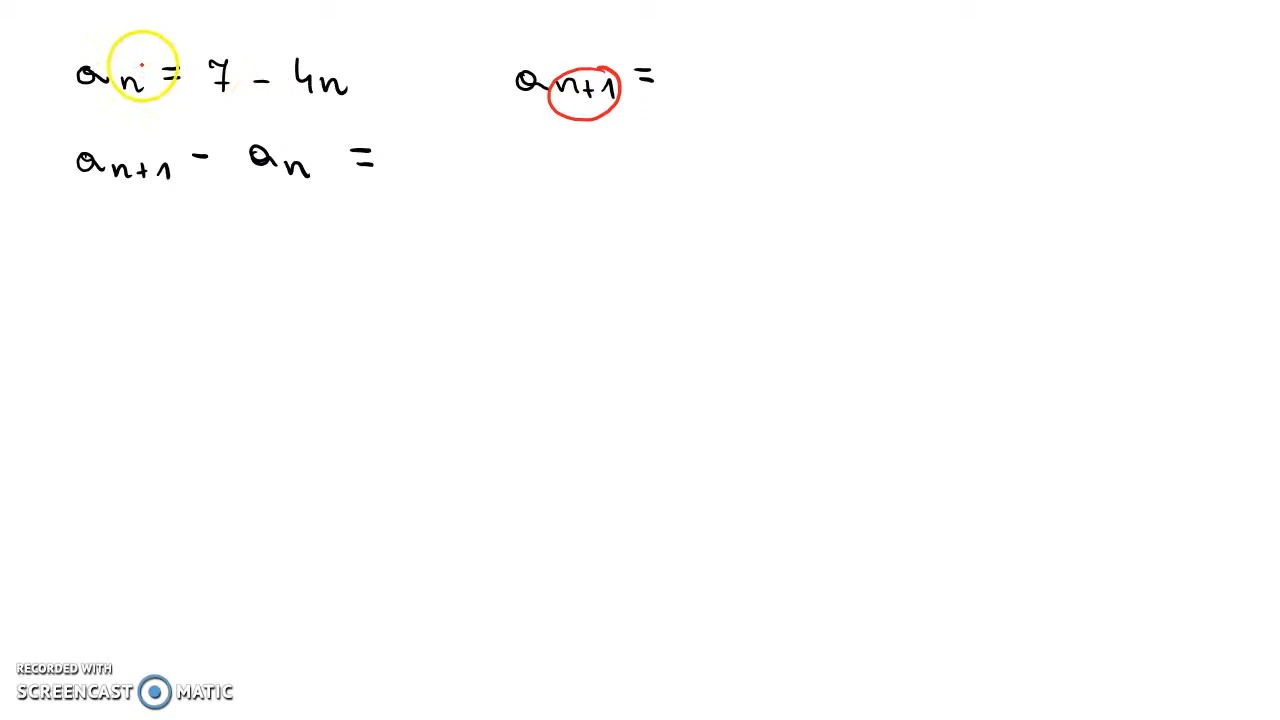 aₙ = 7 - 4n
aₙ₊₁ =
aₙ₊₁ - aₙ =
RECORDED WITH
SCREENCAST MATIC